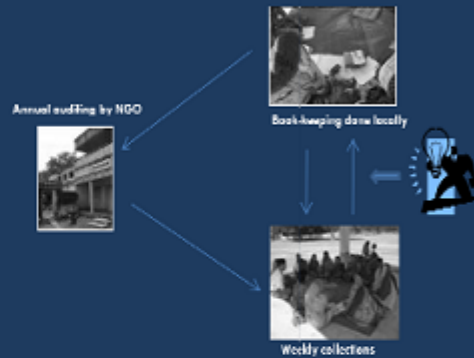 Annual auditing by NGO
Book-keeping done locally
Weekly collections